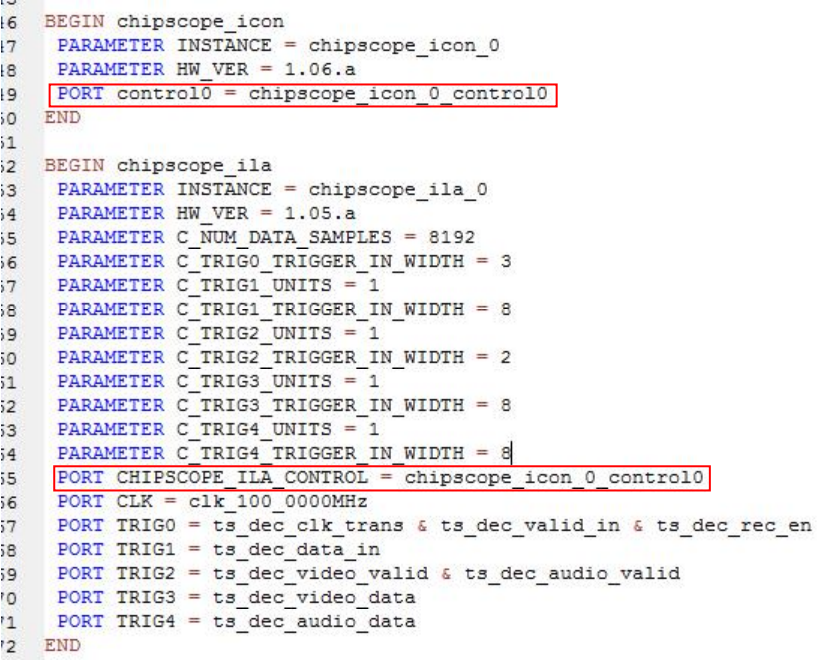 46 BEGIN chipscope_icon
47 PARAMETER INSTANCE = chipscope_icon_0
48 PARAMETER HW_VER = 1.06.a
49 PORT control0 = chipscope_icon_0_control0
50 END
51
52 BEGIN chipscope_ila
53 PARAMETER INSTANCE = chipscope_ila_0
54 PARAMETER HW_VER = 1.05.a
55 PARAMETER C_NUM_DATA_SAMPLES = 8192
56 PARAMETER C_TRIG0_TRIGGER_IN_WIDTH = 3
57 PARAMETER C_TRIG1_UNITS = 1
58 PARAMETER C_TRIG1_TRIGGER_IN_WIDTH = 8
59 PARAMETER C_TRIG2_UNITS = 1
60 PARAMETER C_TRIG2_TRIGGER_IN_WIDTH = 2
61 PARAMETER C_TRIG3_UNITS = 1
62 PARAMETER C_TRIG3_TRIGGER_IN_WIDTH = 8
63 PARAMETER C_TRIG4_UNITS = 1
64 PARAMETER C_TRIG4_TRIGGER_IN_WIDTH = 8
65 PORT CHIPSCOPE_ILA_CONTROL = chipscope_icon_0_control0
66 PORT CLK = clk_100_0000MHz
67 PORT TRIG0 = ts_dec_clk_trans & ts_dec_valid_in & ts_dec_rec_en
68 PORT TRIG1 = ts_dec_data_in
69 PORT TRIG2 = ts_dec_video_valid & ts_dec_audio_valid
70 PORT TRIG3 = ts_dec_video_data
71 PORT TRIG4 = ts_dec_audio_data
72 END